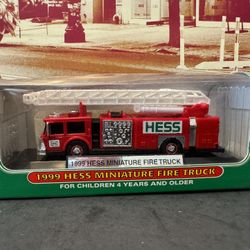 HESS
1999 HESS MINIATURE FIRE TRUCK
1999 HESS MINIATURE FIRE TRUCK
FOR CHILDREN 4 YEARS AND OLDER